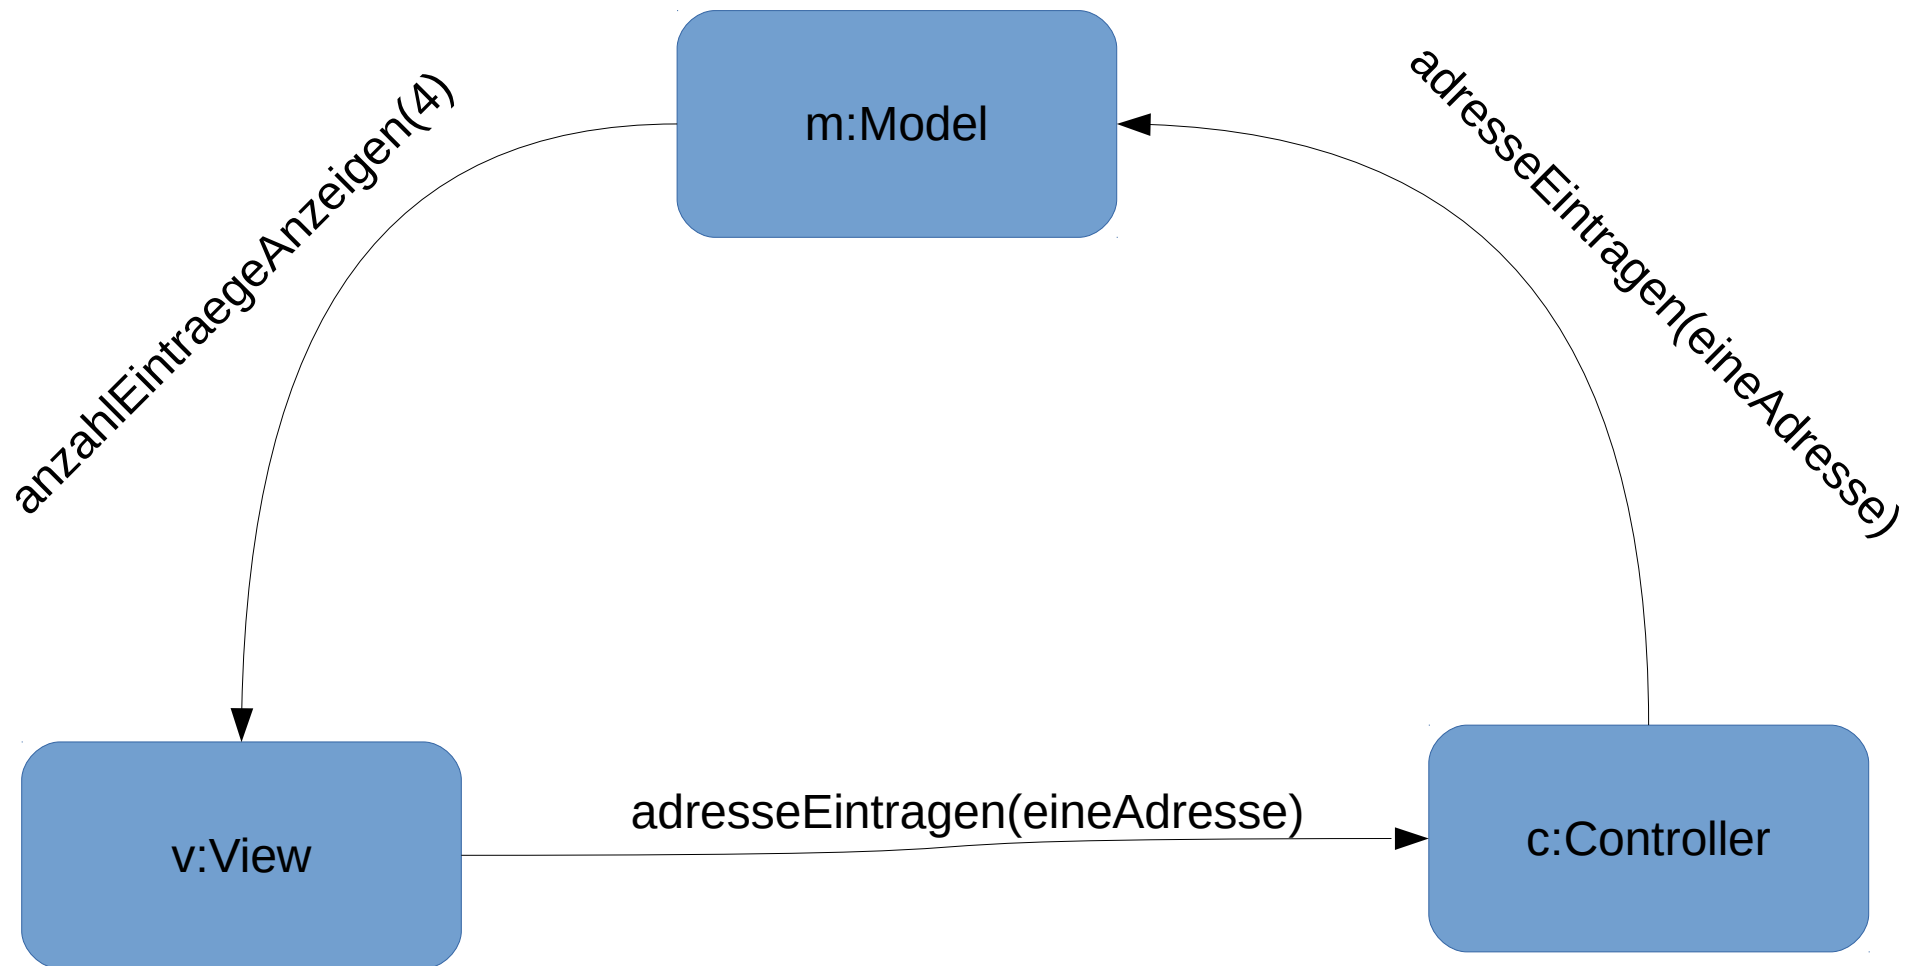 m:Model
anzahlEintraegeAnzeigen(4)
adresseEintragen(eineAdresse)
adresseEintragen(eineAdresse)
v:View
c:Controller